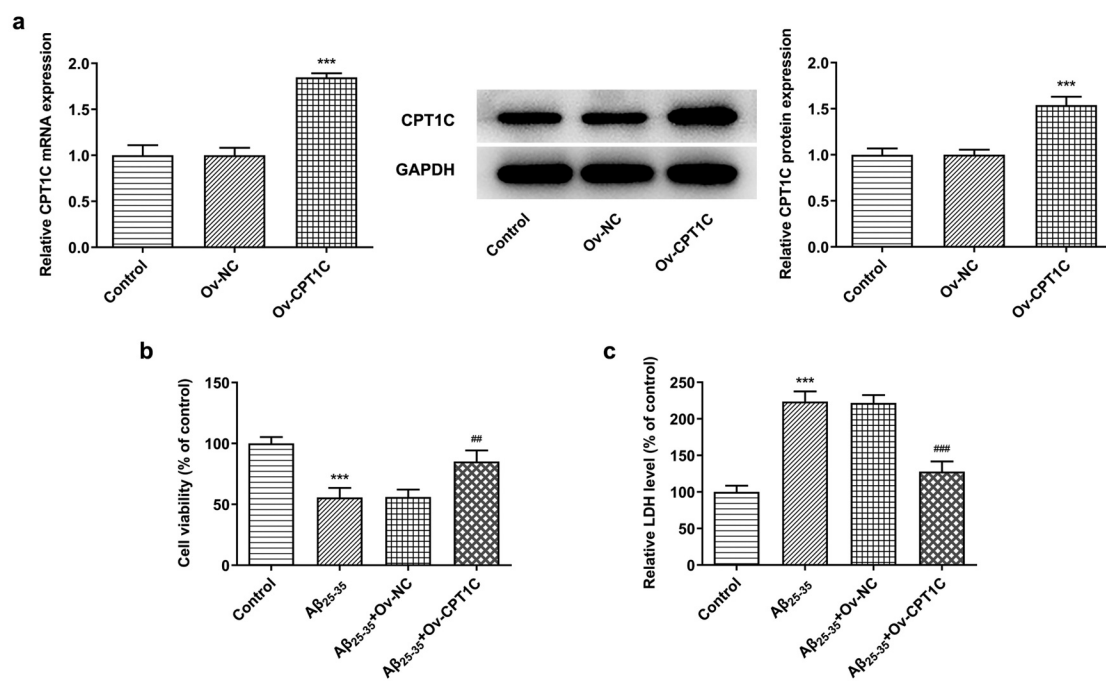 a
Relative CPT1C mRNA expression
2.0
1.5
1.0
0.5
0.0
***
Control
Ov-NC
Ov-CPT1C
CPT1C
GAPDH
Control
Ov-NC
Ov-CPT1C
Relative CPT1C protein expression
2.0
1.5
1.0
0.5
0.0
***
Control
Ov-NC
Ov-CPT1C
b
Cell viability (% of control)
150
100
50
0
***
##
Control
Aβ25-35
Aβ25-35+Ov-NC
Aβ25-35+Ov-CPT1C
c
Relative LDH level (% of control)
250
200
150
100
50
0
***
###
Control
Aβ25-35
Aβ25-35+Ov-NC
Aβ25-35+Ov-CPT1C